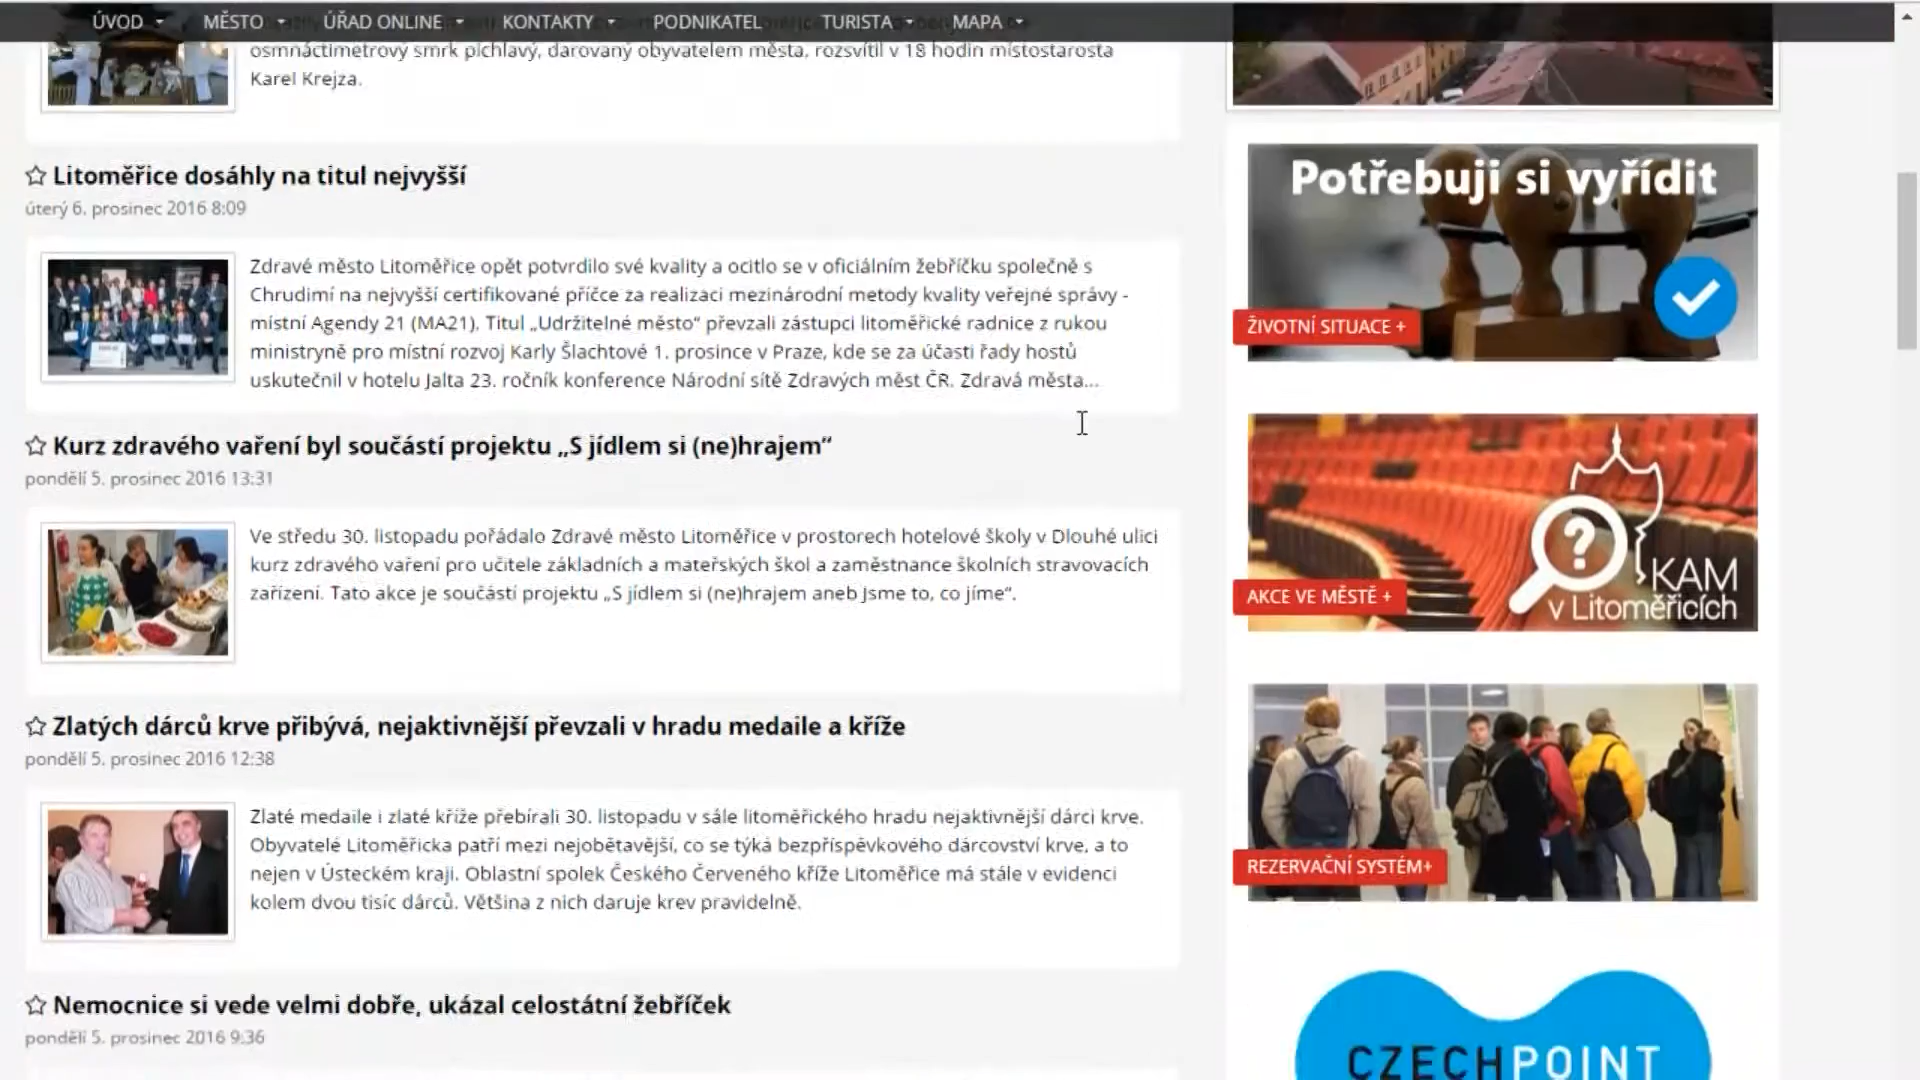 ÚVOD MĚSTO ÚŘAD ONLINE KONTAKTY PODNIKATEL TURISTA MAPA
osmnáctimetrový smrk pichlavý, darovaný obyvatelem města, rozsvítil v 18 hodin místostarosta
Karel Krejza.
Litoměřice dosáhly na titul nejvyšší
úterý 6. prosinec 2016 8:09
Zdravé město Litoměřice opět potvrdilo své kvality a ocitlo se v oficiálním žebříčku společně s
Chrudimí na nejvyšší certifikované příčce za realizaci mezinárodní metody kvality veřejné správy -
místní Agendy 21 (MA21). Titul „Udržitelné město“ převzali zástupci litoměřické radnice z rukou
ministryně pro místní rozvoj Karly Šlachtové 1. prosince v Praze, kde se za účasti řady hostů
uskutečnil v hotelu Jalta 23. ročník konference Národní sítě Zdravých měst ČR. Zdravá města...
Kurz zdravého vaření byl součástí projektu „S jídlem si (ne)hrajem“
pondělí 5. prosinec 2016 13:31
Ve středu 30. listopadu pořádalo Zdravé město Litoměřice v prostorech hotelové školy v Dlouhé ulici
kurz zdravého vaření pro učitele základních a mateřských škol a zaměstnance školních stravovacích
zařízení. Tato akce je součástí projektu „S jídlem si (ne)hrajem aneb Jsme to, co jíme“.
Zlatých dárců krve přibývá, nejaktivnější převzali v hradu medaile a kříže
pondělí 5. prosinec 2016 12:38
Zlaté medaile i zlaté kříže přebírali 30. listopadu v sále litoměřického hradu nejaktivnější dárci krve.
Obyvatelé Litoměřicka patří mezi nejobětavější, co se týká bezpříspěvkového dárcovství krve, a to
nejen v Ústeckém kraji. Oblastní spolek Českého Červeného kříže Litoměřice má stále v evidenci
kolem dvou tisíc dárců. Většina z nich daruje krev pravidelně.
Nemocnice si vede velmi dobře, ukázal celostátní žebříček
pondělí 5. prosinec 2016 9:36
Potřebuji si vyřídit
ŽIVOTNÍ SITUACE +
KAM
v Litoměřicích
AKCE VE MĚSTĚ +
REZERVAČNÍ SYSTÉM+
CZECHPOINT